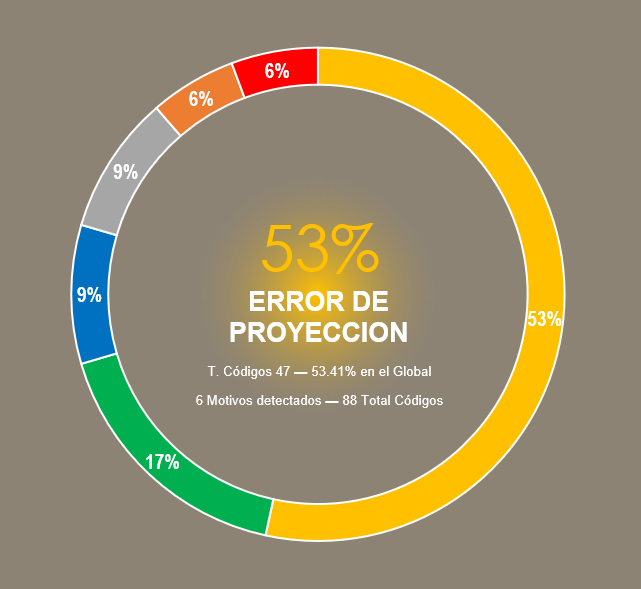 6%
6%
9%
9%
53%
17%
53%
ERROR DE
PROYECCION
T. Códigos 47 — 53.41% en el Global
6 Motivos detectados — 88 Total Códigos